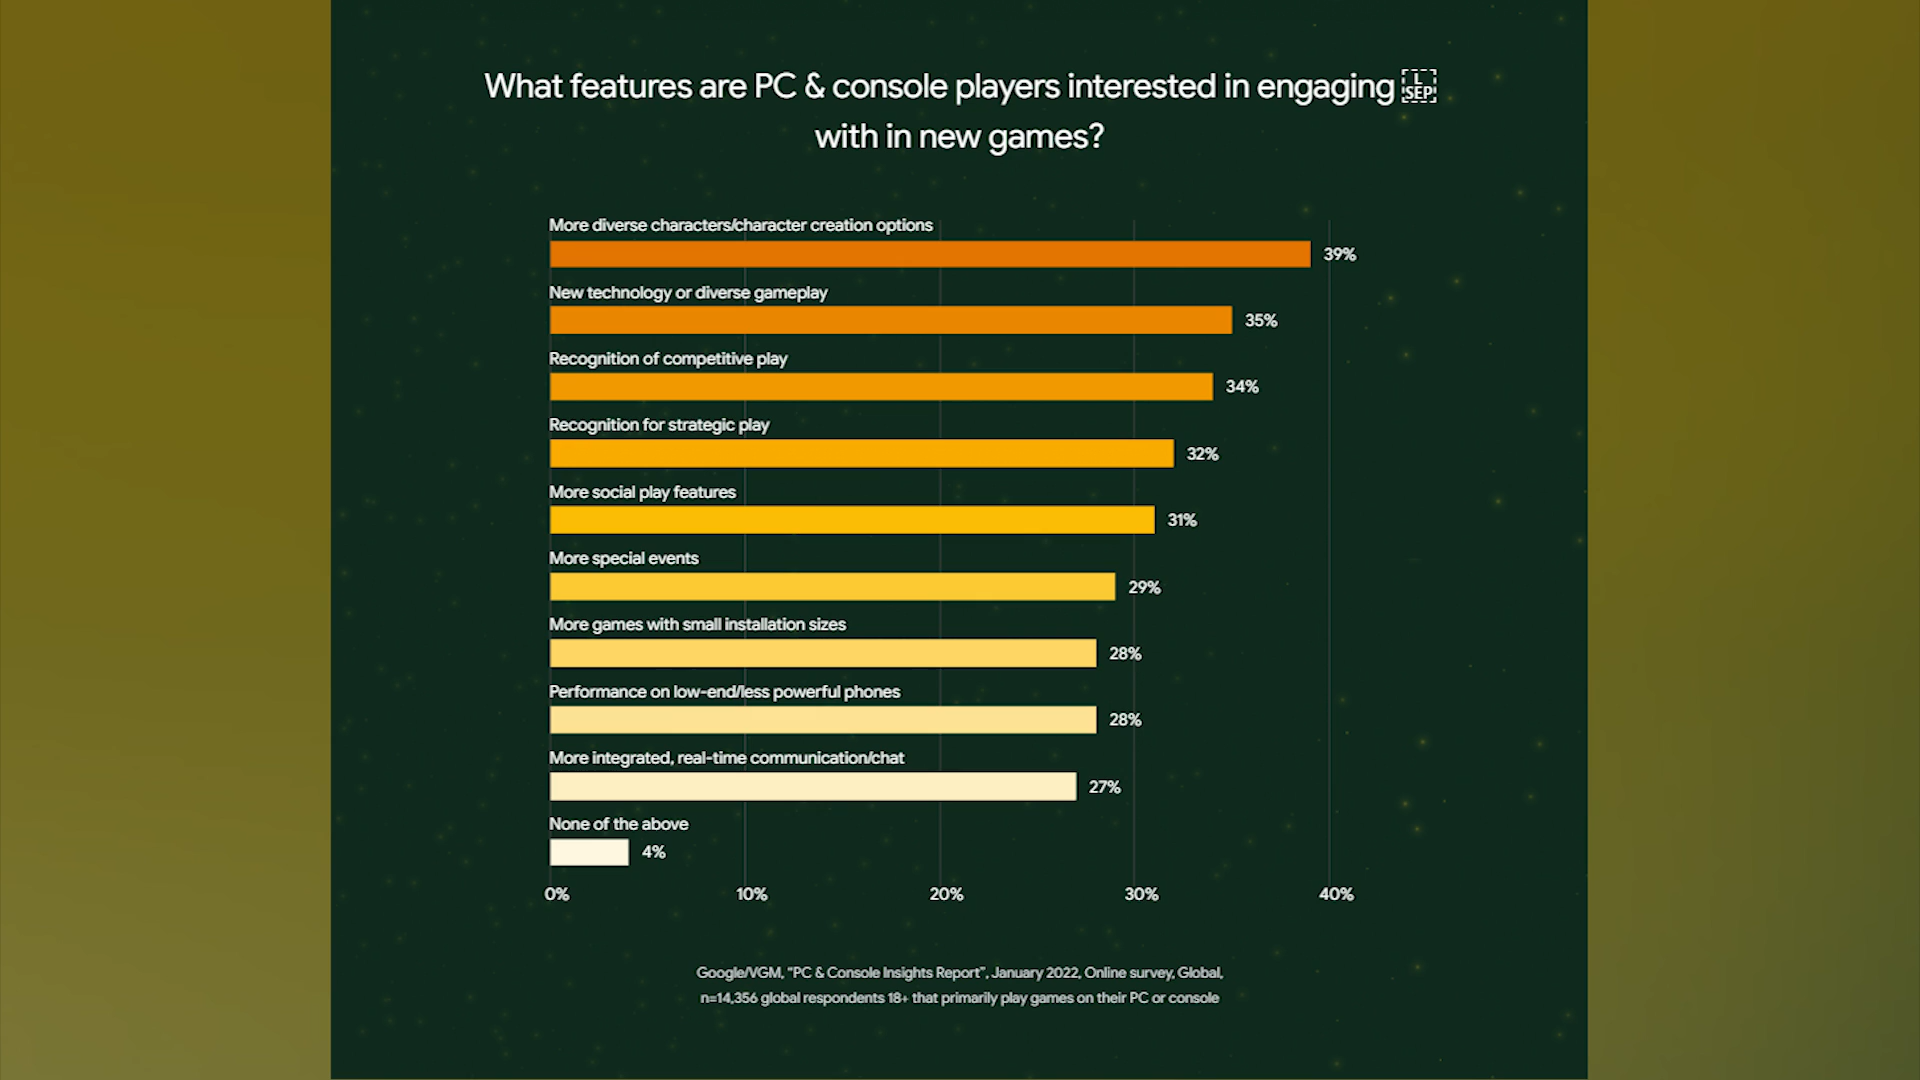 What features are PC & console players interested in engaging L SEP
with in new games?
More diverse characters/character creation options
39%
New technology or diverse gameplay
35%
Recognition of competitive play
34%
Recognition for strategic play
32%
More social play features
31%
More special events
29%
More games with small installation sizes
28%
Performance on low-end/less powerful phones
28%
More integrated, real-time communication/chat
27%
None of the above
4%
0% 10% 20% 30% 40%
Google/VGM, “PC & Console Insights Report”, January 2022, Online survey, Global,
n=14,356 global respondents 18+ that primarily play games on their PC or console